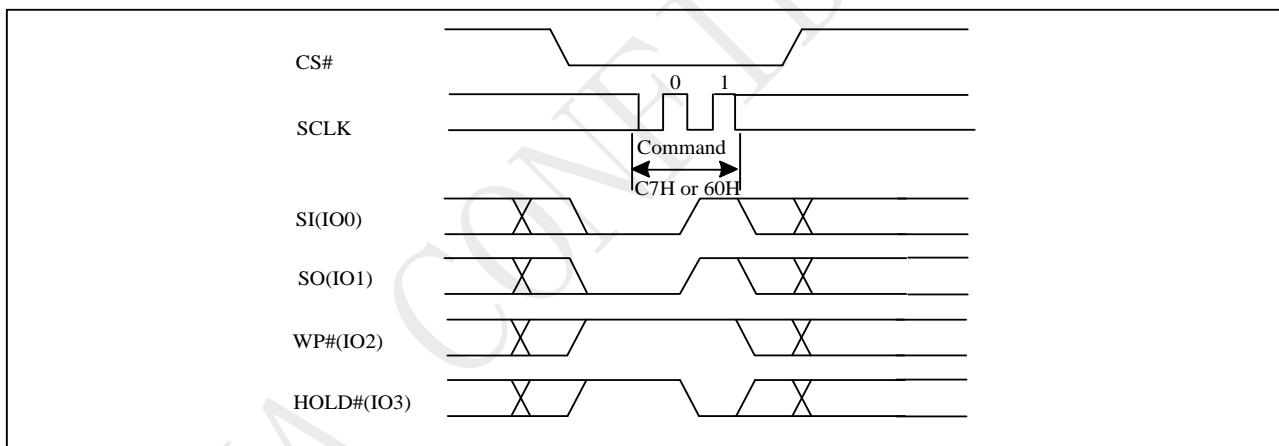 CS#
0 1
SCLK
Command
C7H or 60H
SI(IO0)
SO(IO1)
WP#(IO2)
HOLD#(IO3)